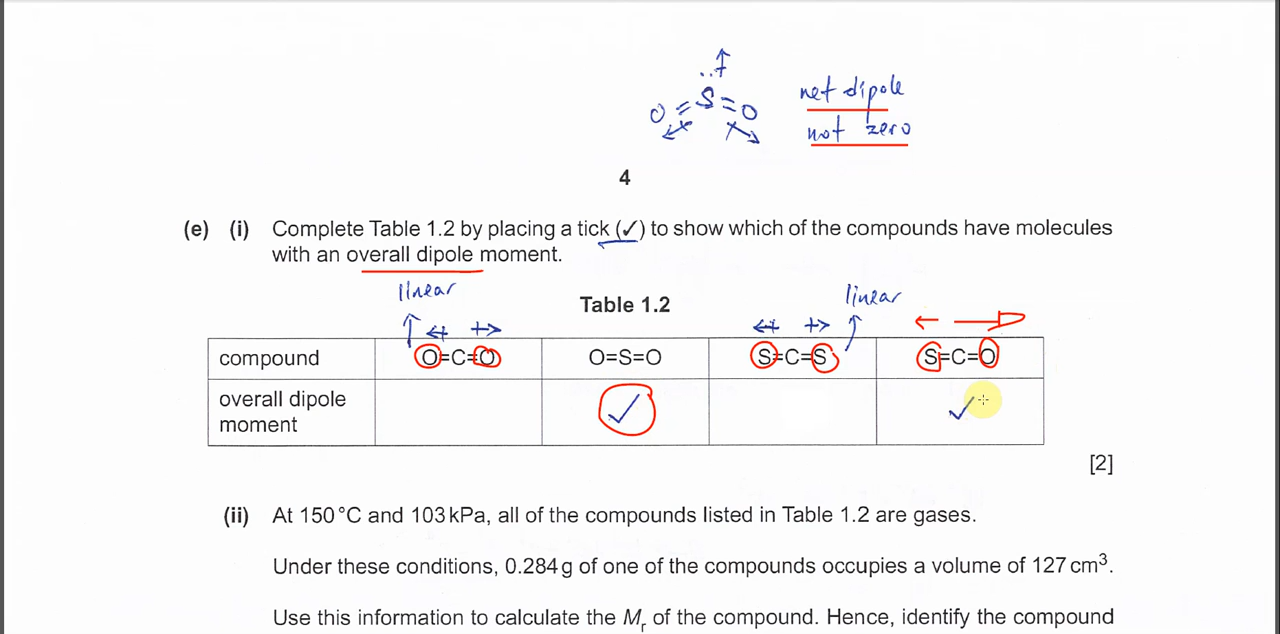 O=S=O
net dipole
not zero
4
(e) (i) Complete Table 1.2 by placing a tick (✓) to show which of the compounds have molecules
with an overall dipole moment.
linear
Table 1.2
linear
compound O=C=O O=S=O S=C=S S=C=O
overall dipole
moment ✓ ✓
[2]
(ii) At 150 °C and 103 kPa, all of the compounds listed in Table 1.2 are gases.
Under these conditions, 0.284 g of one of the compounds occupies a volume of 127 cm³.
Use this information to calculate the Mᵣ of the compound. Hence, identify the compound